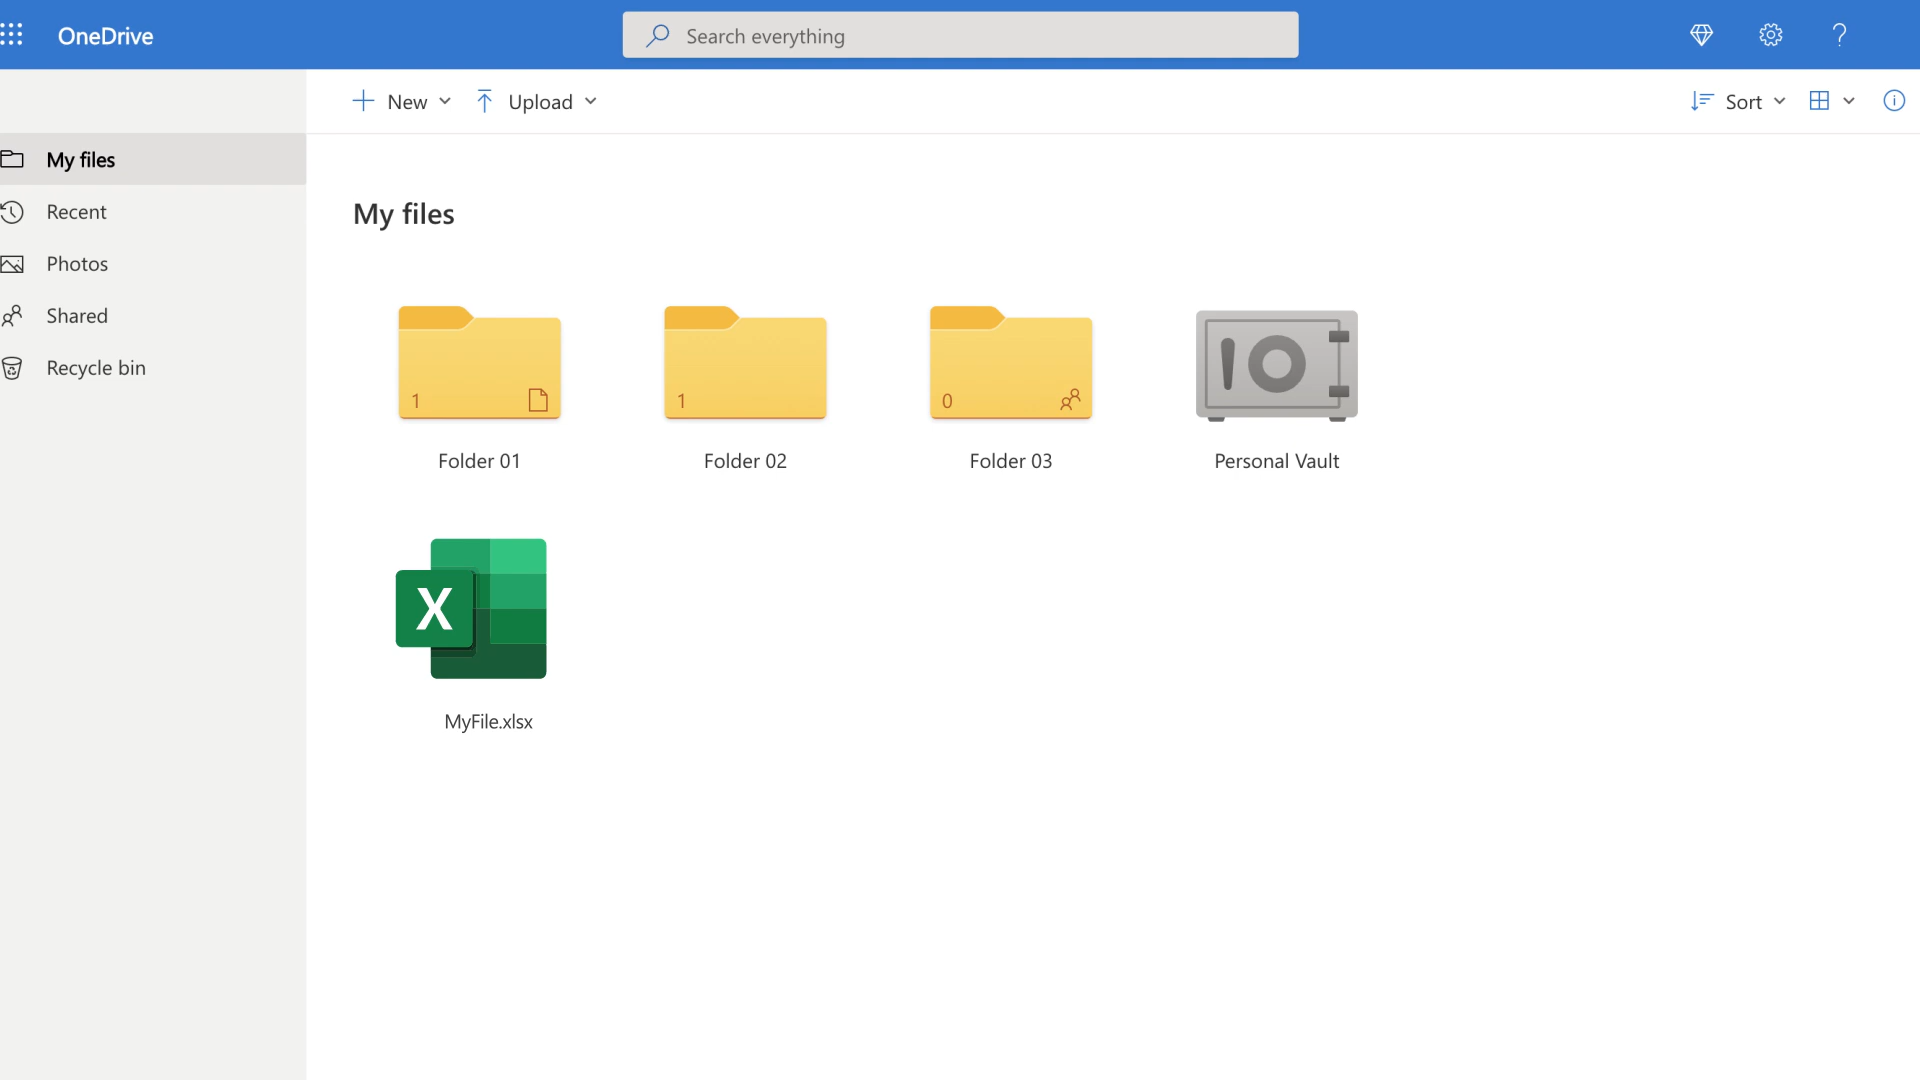 OneDrive
Search everything
?
New
Upload
Sort
My files
Recent
Photos
Shared
Recycle bin
My files
1
1
0
Folder 01
Folder 02
Folder 03
Personal Vault
X
MyFile.xlsx